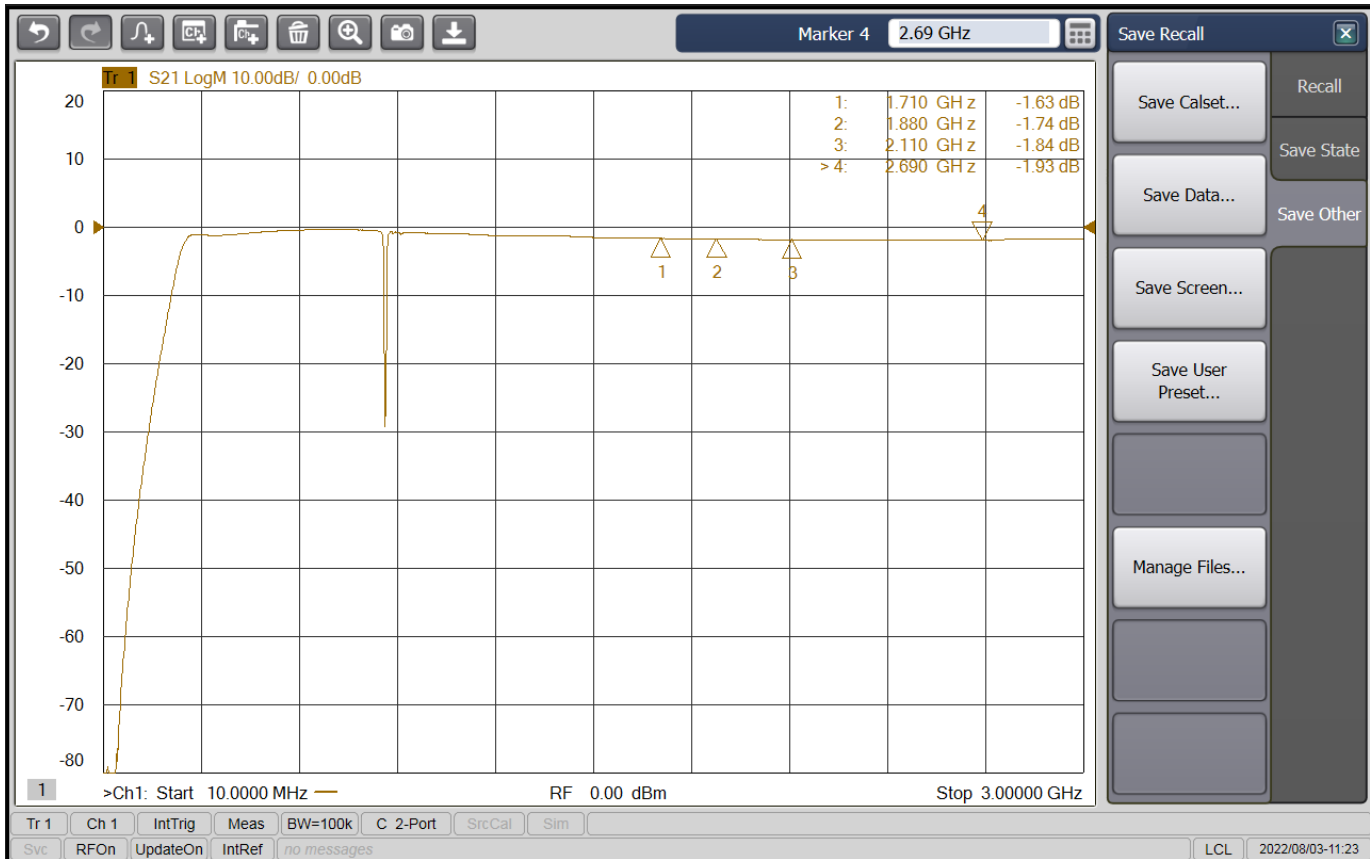 Marker 4 2.69 GHz
Save Recall
Tr 1 S21 LogM 10.00dB/ 0.00dB
1: 1.710 GHz -1.63 dB
2: 1.880 GHz -1.74 dB
3: 2.110 GHz -1.84 dB
> 4: 2.690 GHz -1.93 dB
20
10
0
-10
-20
-30
-40
-50
-60
-70
-80
4
1
2
3
1
>Ch1: Start 10.0000 MHz
RF 0.00 dBm
Stop 3.00000 GHz
Save Calset...
Save Data...
Save Screen...
Save User
Preset...
Manage Files...
Recall
Save State
Save Other
Tr 1 Ch 1 IntTrig Meas BW=100k C 2-Port SrcCal Sim
Svc RFOn UpdateOn IntRef no messages LCL 2022/08/03-11:23